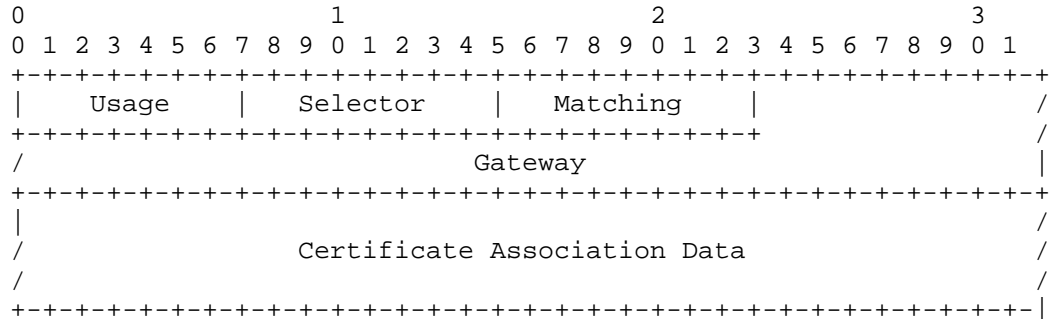 0                   1                   2                   3
0 1 2 3 4 5 6 7 8 9 0 1 2 3 4 5 6 7 8 9 0 1 2 3 4 5 6 7 8 9 0 1
+-+-+-+-+-+-+-+-+-+-+-+-+-+-+-+-+-+-+-+-+-+-+-+-+-+-+-+-+-+-+-+-+
|    Usage    |   Selector    |   Matching    |                 /
+-+-+-+-+-+-+-+-+-+-+-+-+-+-+-+-+-+-+-+-+-+-+-+                 /
/                            Gateway                            |
+-+-+-+-+-+-+-+-+-+-+-+-+-+-+-+-+-+-+-+-+-+-+-+-+-+-+-+-+-+-+-+-+
|                                                               /
/                 Certificate Association Data                  /
/                                                               /
+-+-+-+-+-+-+-+-+-+-+-+-+-+-+-+-+-+-+-+-+-+-+-+-+-+-+-+-+-+-+-+-|